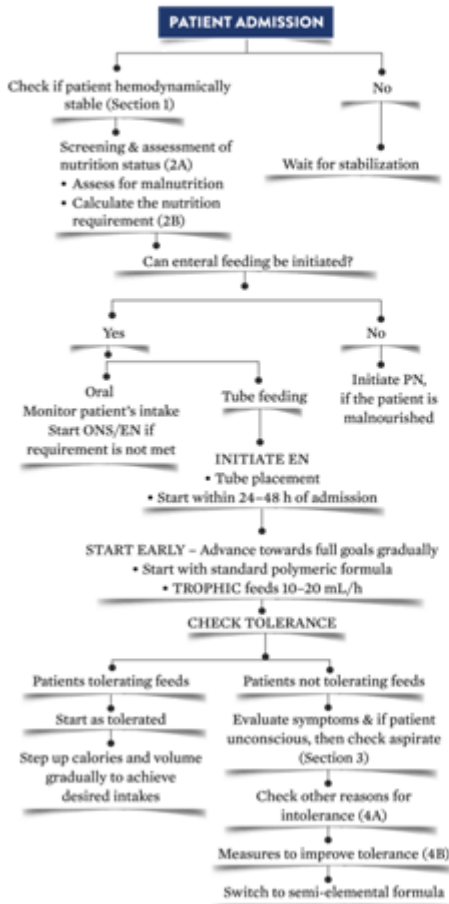 PATIENT ADMISSION
Check if patient hemodynamically
stable (Section 1)
No
Screening & assessment of
nutrition status (2A)
• Assess for malnutrition
• Calculate the nutrition
requirement (2B)
Wait for stabilization
Can enteral feeding be initiated?
Yes
No
Oral
Monitor patient's intake
Start ONS/EN if
requirement is not met
Tube feeding
Initiate PN,
if the patient is
malnourished
INITIATE EN
• Tube placement
• Start within 24–48 h of admission
START EARLY – Advance towards full goals gradually
• Start with standard polymeric formula
• TROPHIC feeds 10–20 mL/h
CHECK TOLERANCE
Patients tolerating feeds
Start as tolerated
Step up calories and volume
gradually to achieve
desired intakes
Patients not tolerating feeds
Evaluate symptoms & if patient
unconscious, then check aspirate
(Section 3)
Check other reasons for
intolerance (4A)
Measures to improve tolerance (4B)
Switch to semi-elemental formula